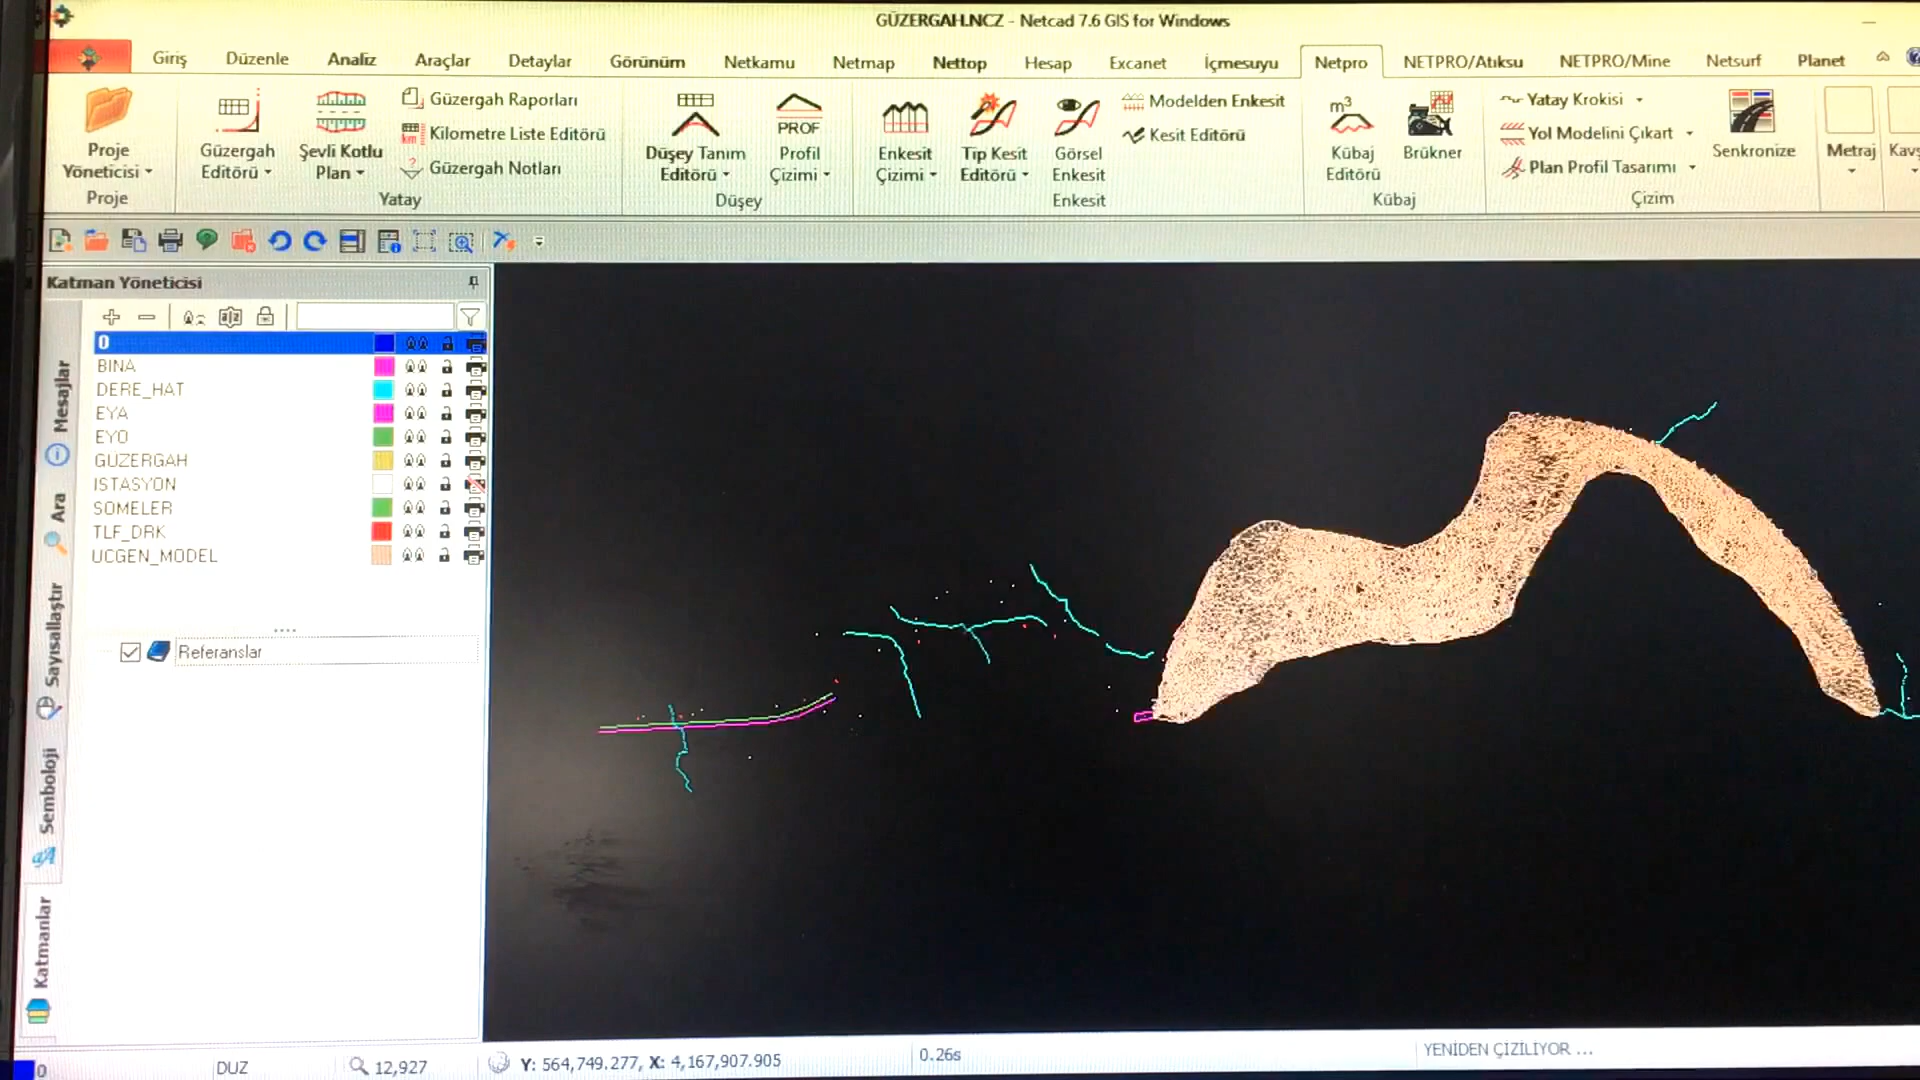 GÜZERGAH.NCZ - Netcad 7.6 GIS for Windows
Giriş Düzenle Analiz Araçlar Detaylar Görünüm Netkamu Netmap Nettop Hesap Excanet İçmesuyu Netpro NETPRO/Atıksu NETPRO/Mine Netsurf Planet
Proje Yöneticisi
Proje
Güzergah Editörü
Şevli Kotlu Plan
Güzergah Raporları
Kilometre Liste Editörü
Güzergah Notları
Yatay
Düşey Tanım Editörü
PROF
Profil Çizimi
Düşey
Enkesit Çizimi
Tip Kesit Editörü
Görsel Enkesit
Modelden Enkesit
Kesit Editörü
Enkesit
m³
Kübaj Editörü
Brükner
Kübaj
Yatay Krokisi
Yol Modelini Çıkart
Plan Profil Tasarımı
Senkronize
Çizim
Metraj
Katman Yöneticisi
0
BINA
DERE_HAT
EYA
EYO
GUZERGAH
ISTASYON
SOMELER
TLF_DRK
UCGEN_MODEL
Referanslar
Mesajlar
Ara
Sayısallaştır
Semboloji
Katmanlar
0 DUZ 12,927 Y: 564,749.277, X: 4,167,907.905 0.26s YENİDEN ÇİZİLİYOR ...